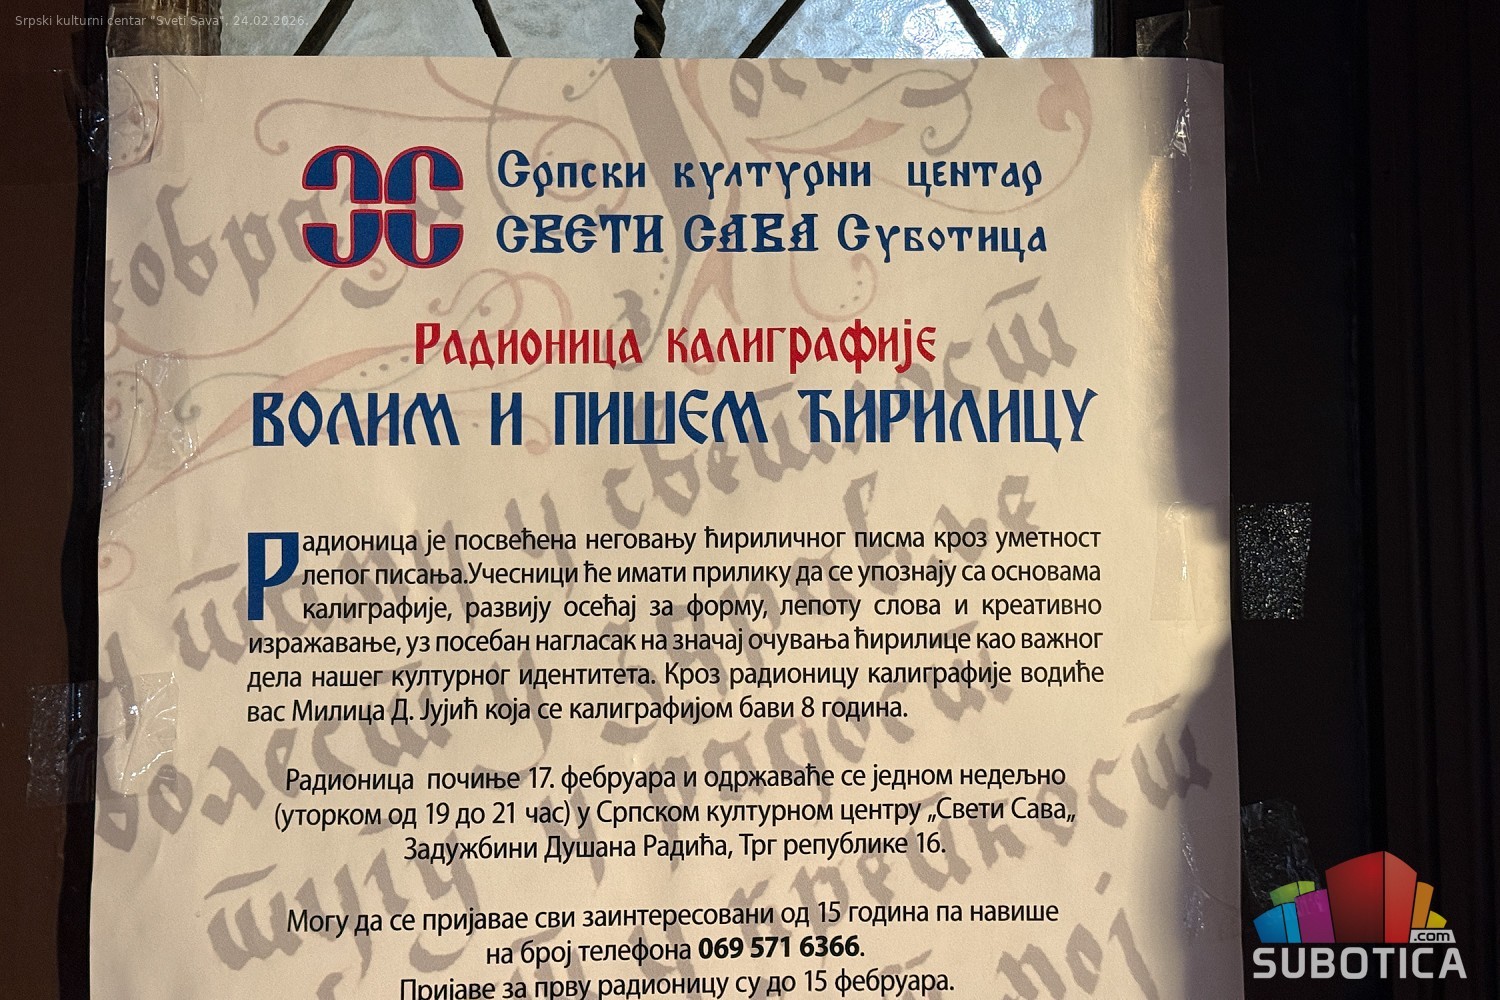 Srpski kulturni centar "Sveti Sava", 24.02.2026.
Српски културни центар
СВЕТИ САВА Суботица
Радионица калиграфије
ВОЛИМ И ПИШЕМ ЋИРИЛИЦУ
Радионица је посвећена неговању ћириличног писма кроз уметност
лепог писања.Учесници ће имати прилику да се упознају са основама
калиграфије, развију осећај за форму, лепоту слова и креативно
изражавање, уз посебан нагласак на значај очувања ћирилице као важног
дела нашег културног идентитета. Кроз радионицу калиграфије водиће
вас Милица Д. Јујић која се калиграфијом бави 8 година.
Радионица почиње 17. фебруара и одржаваће се једном недељно
(уторком од 19 до 21 час) у Српском културном центру „Свети Сава„
Задужбини Душана Радића, Трг републике 16.
Могу да се пријавае сви заинтересовани од 15 година па навише
на број телефона 069 571 6366.
Пријаве за прву радионицу су до 15 фебруара.
.com
SUBOTICA